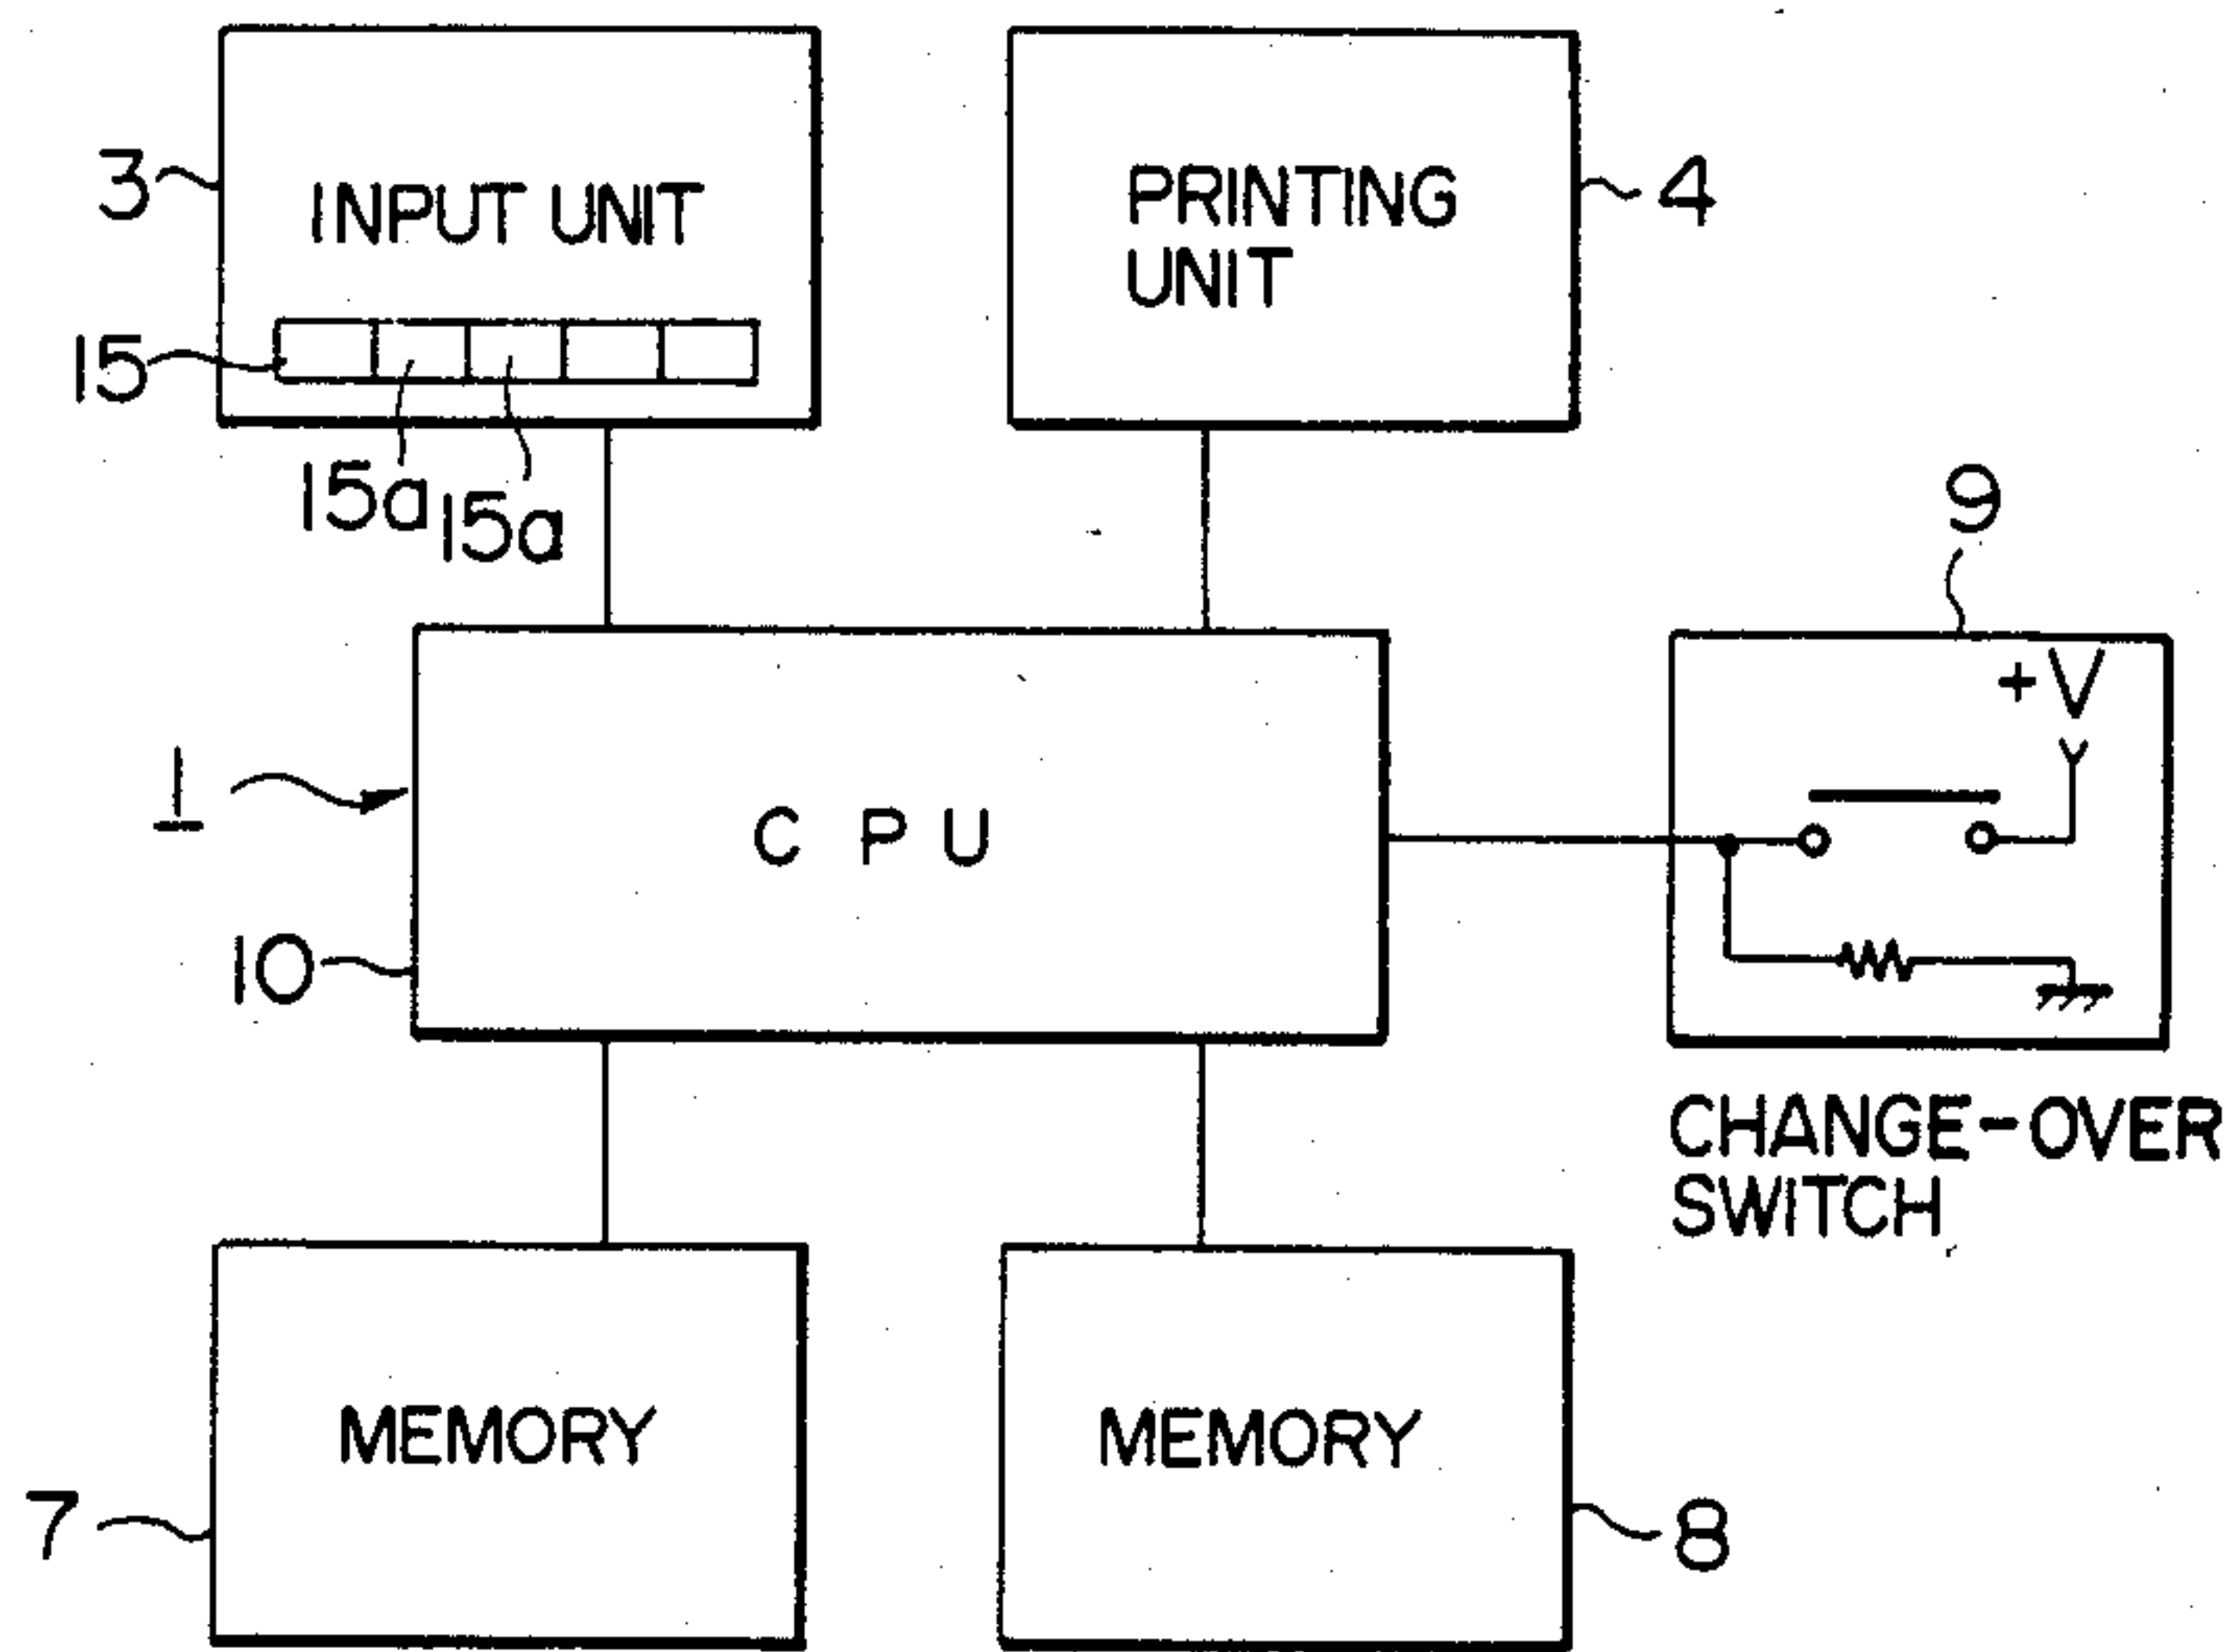 3
INPUT UNIT
15
15a
15a
PRINTING
UNIT
4
9
+V
1
C P U
10
CHANGE-OVER
SWITCH
MEMORY
7
MEMORY
8